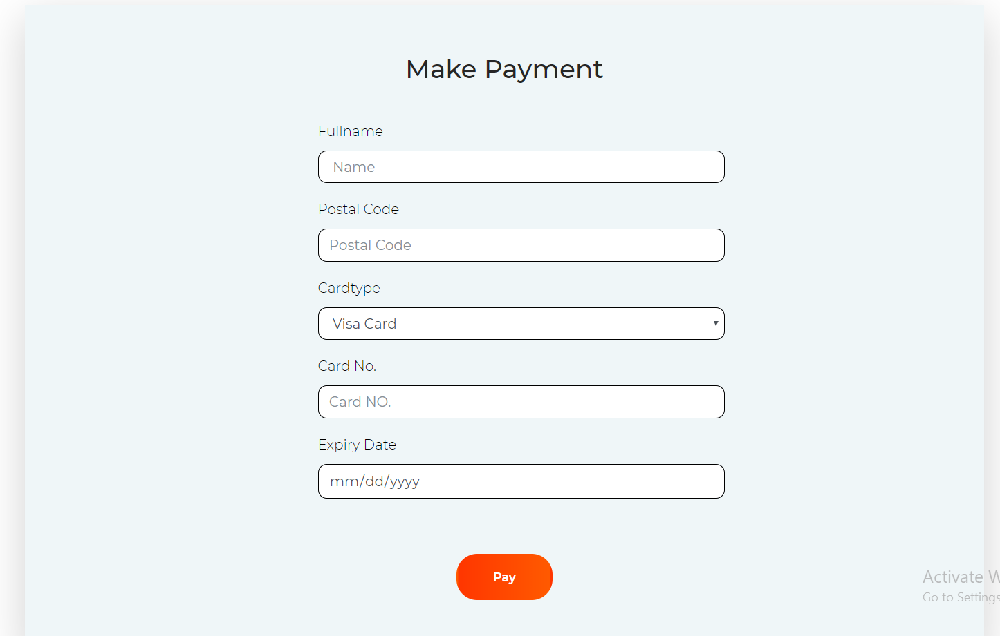 Make Payment
Fullname
Name
Postal Code
Postal Code
Cardtype
Visa Card
Card No.
Card NO.
Expiry Date
mm/dd/yyyy
Pay
Activate
Go to Settings